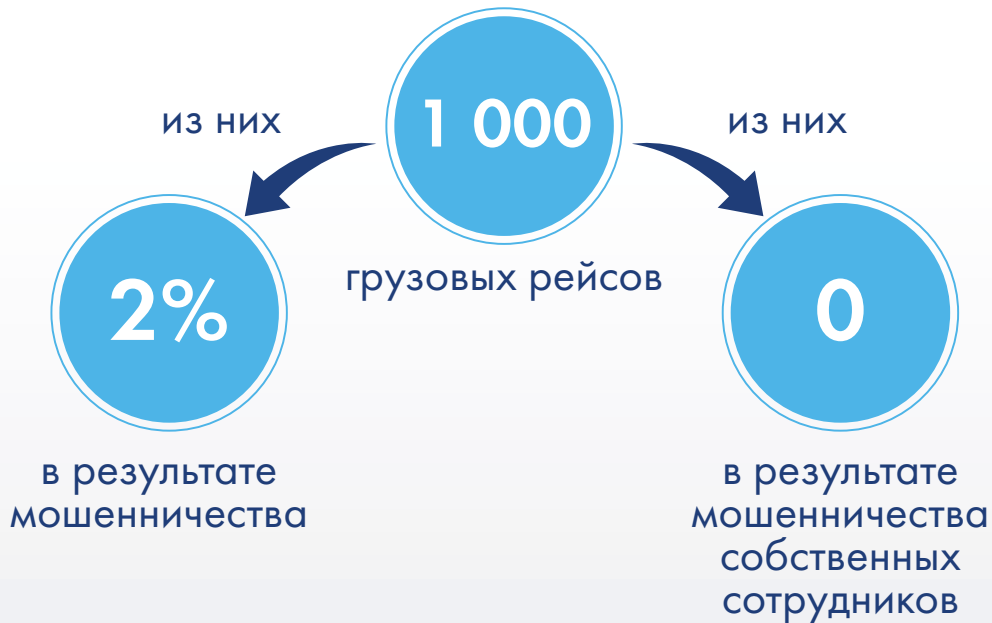 1 000
из них
из них
грузовых рейсов
2%
в результате
мошенничества
0
в результате
мошенничества
собственных
сотрудников